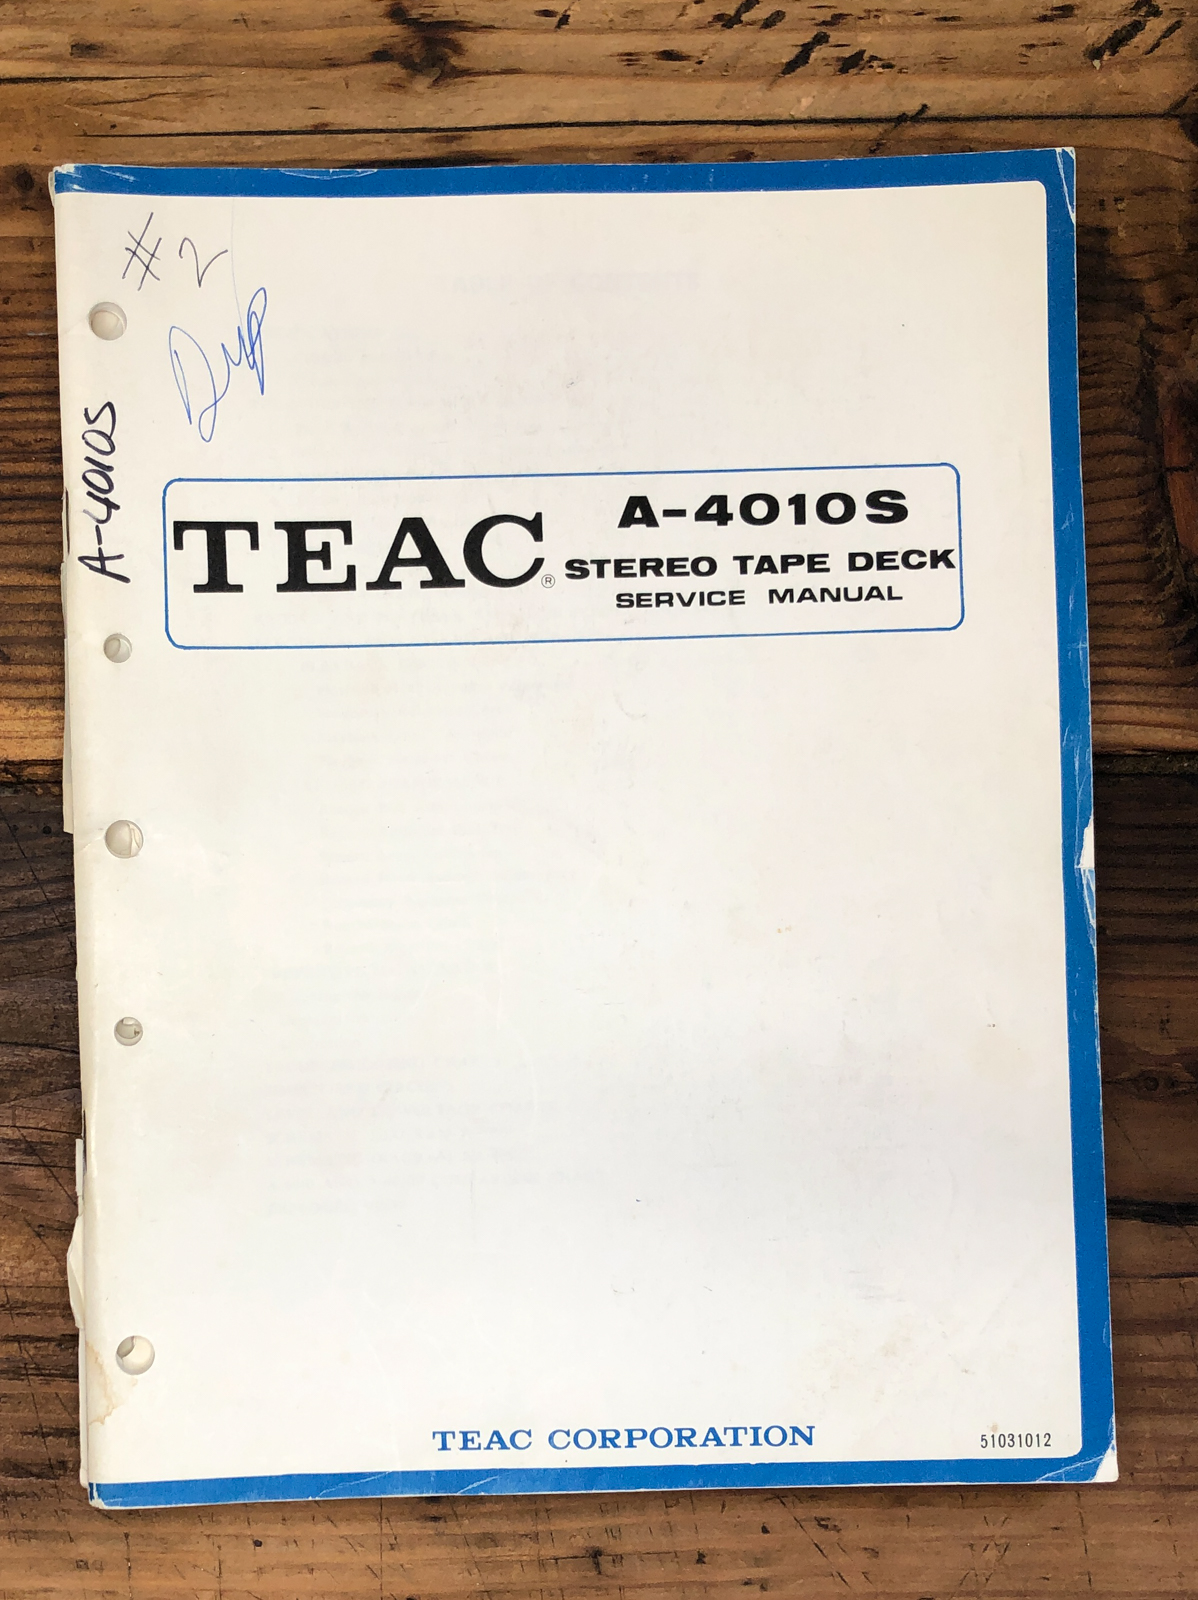 #2
Dup
A-4010S
TEAC®
A-4010S
STEREO TAPE DECK
SERVICE MANUAL
TEAC CORPORATION
51031012